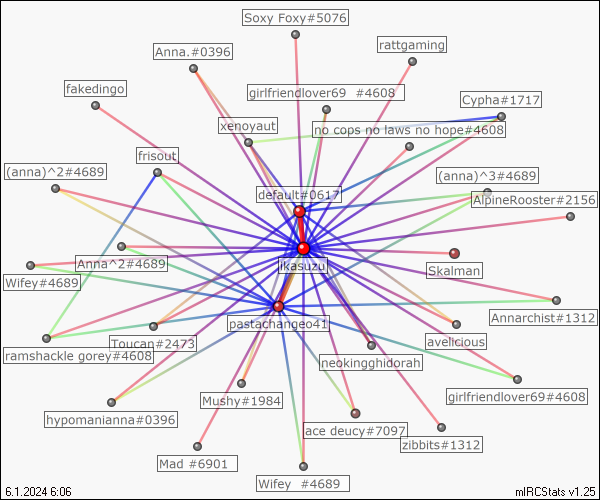 Soxy Foxy#5076
rattgaming
Anna.#0396
fakedingo
girlfriendlover69 #4608
Cypha#1717
xenoyaut
no cops no laws no hope#4608
frisout
(anna)^2#4689
(anna)^3#4689
default#0617
AlpineRooster#2156
Anna^2#4689
ikasuzu
Skalman
Wifey#4689
Annarchist#1312
pastachangeo41
Toucan#2473
avelicious
ramshackle gorey#4608
neokingghidorah
Mushy#1984
girlfriendlover69#4608
hypomanianna#0396
ace deucy#7097
zibbits#1312
Mad #6901
Wifey #4689
6.1.2024 6:06
mIRCStats v1.25